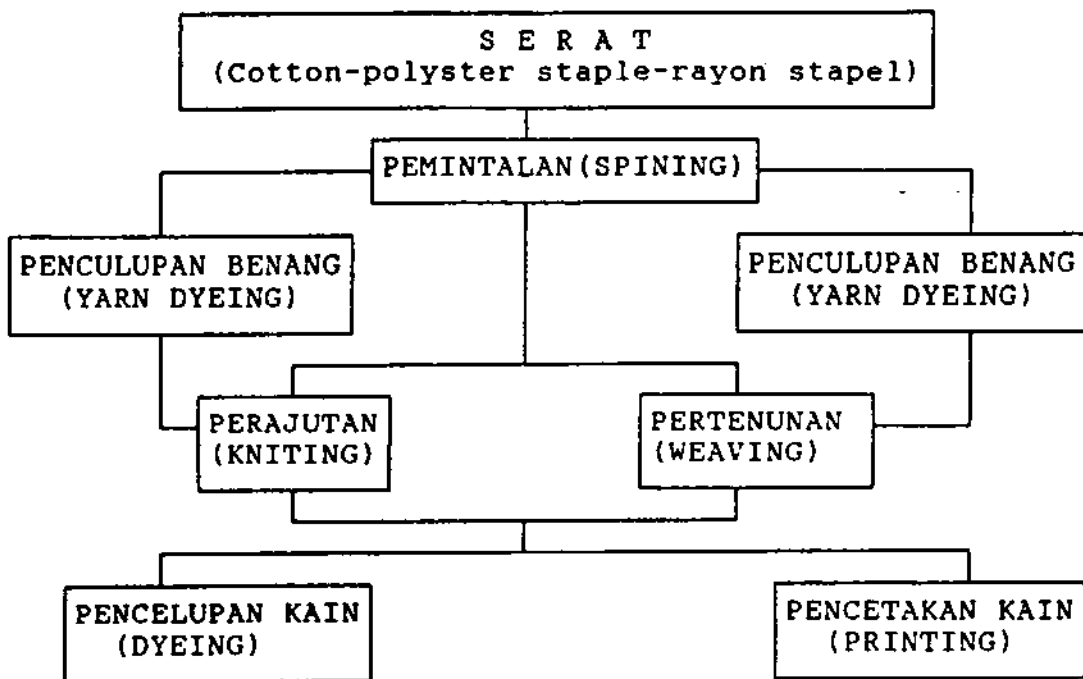 S E R A T
(Cotton-polyster staple-rayon stapel)
PEMINTALAN(SPINING)
PENCULUPAN BENANG
(YARN DYEING)
PENCULUPAN BENANG
(YARN DYEING)
PERAJUTAN
(KNITING)
PERTENUNAN
(WEAVING)
PENCELUPAN KAIN
(DYEING)
PENCETAKAN KAIN
(PRINTING)